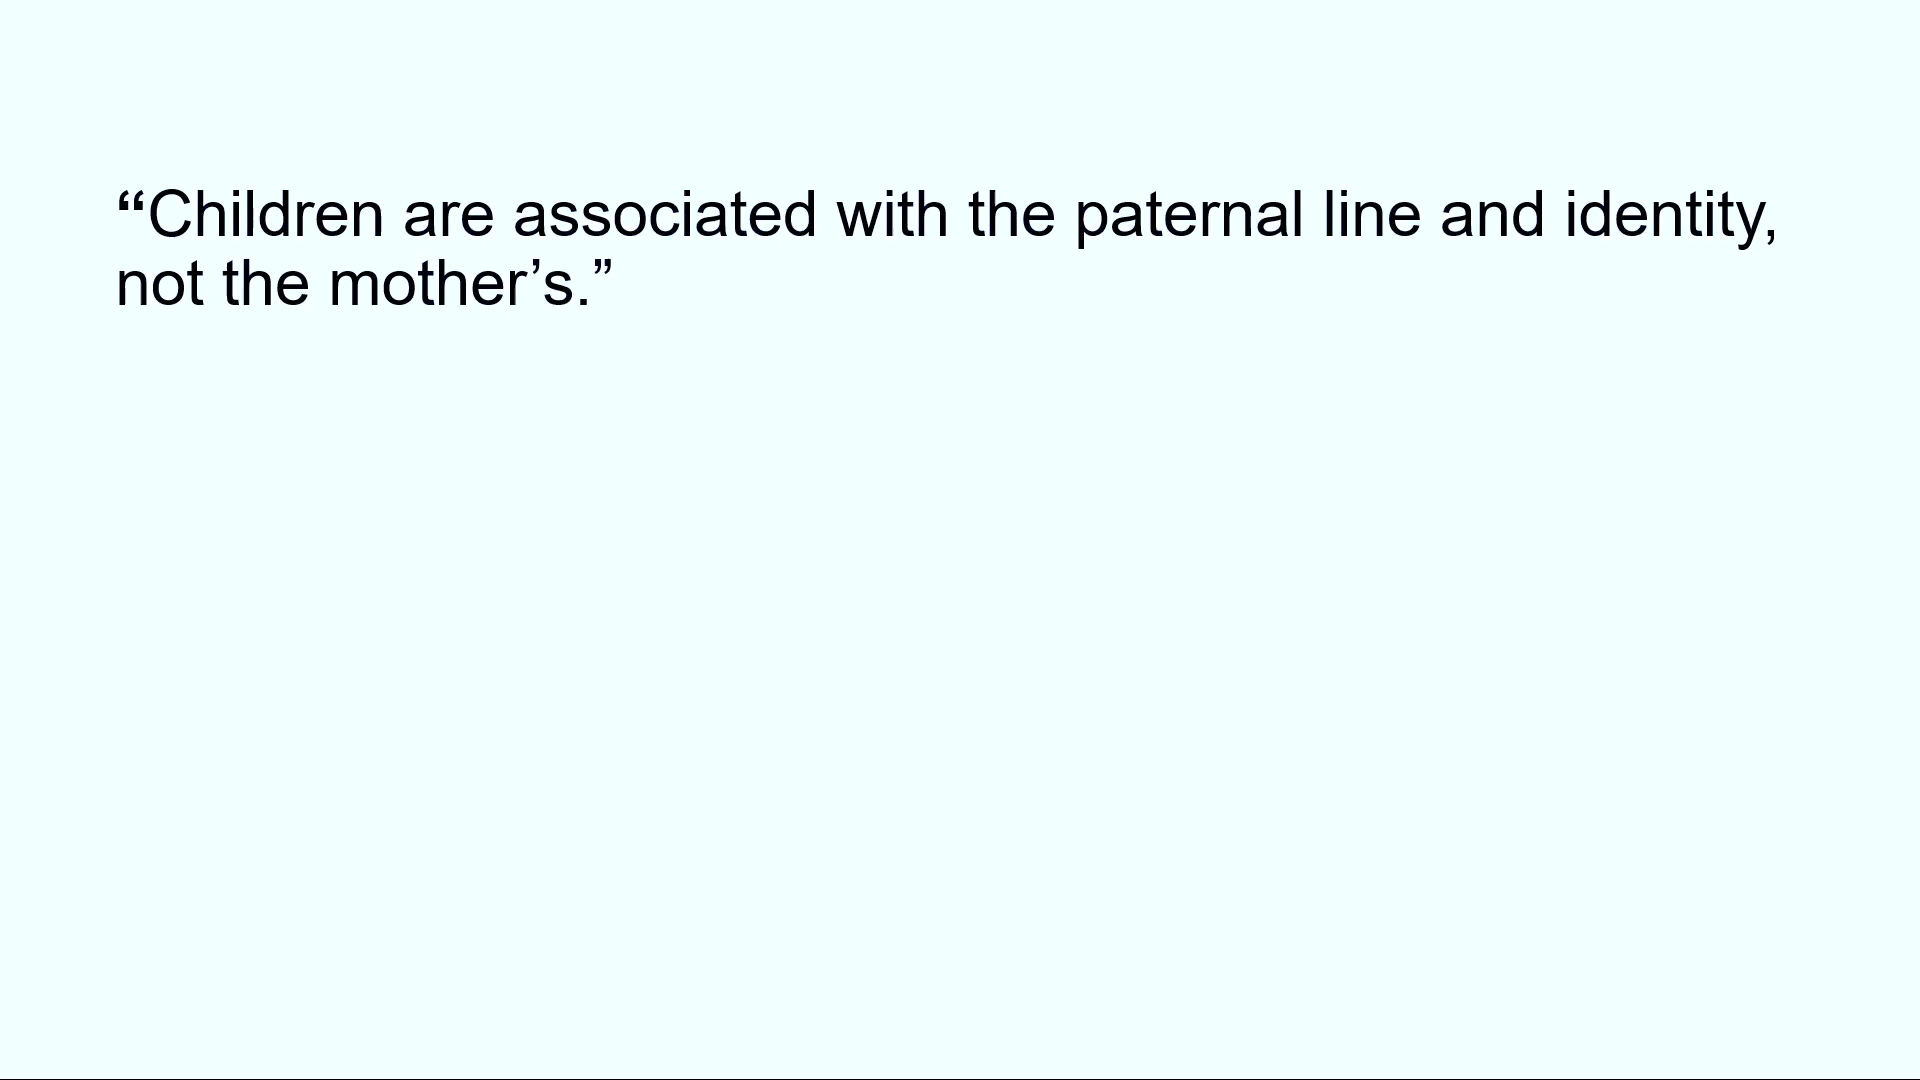 “Children are associated with the paternal line and identity,
not the mother’s.”